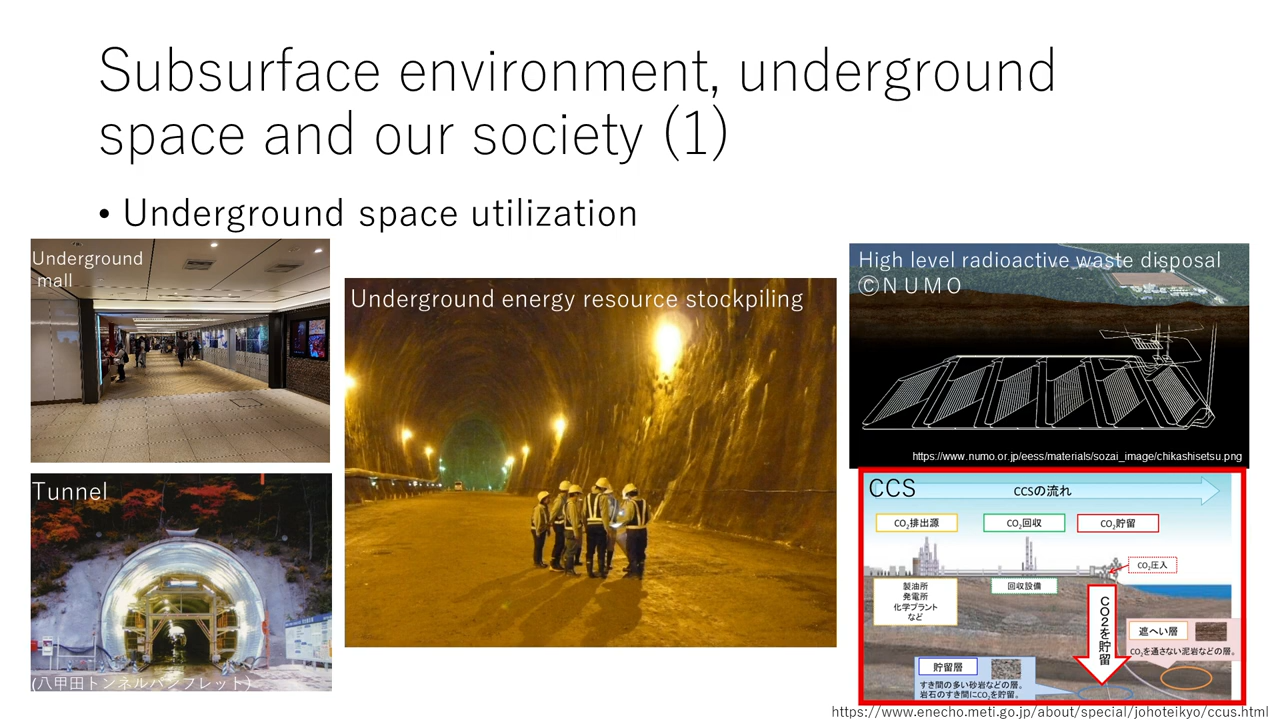 Subsurface environment, underground
space and our society (1)
• Underground space utilization
Underground
mall
Underground energy resource stockpiling
High level radioactive waste disposal
©NUMO
https://www.numo.or.jp/eess/materials/sozai_image/chikashisetsu.png
Tunnel
(八甲田トンネルパンフレット)
CCS
CCSの流れ
CO2排出源
CO2回収
CO2貯留
CO2圧入
製油所
発電所
化学プラント
など
回収設備
CO2を貯留
遮へい層
CO2を通さない泥岩などの層。
貯留層
すき間の多い砂岩などの層。
岩石のすき間にCO2を貯留。
https://www.enecho.meti.go.jp/about/special/johoteikyo/ccus.html